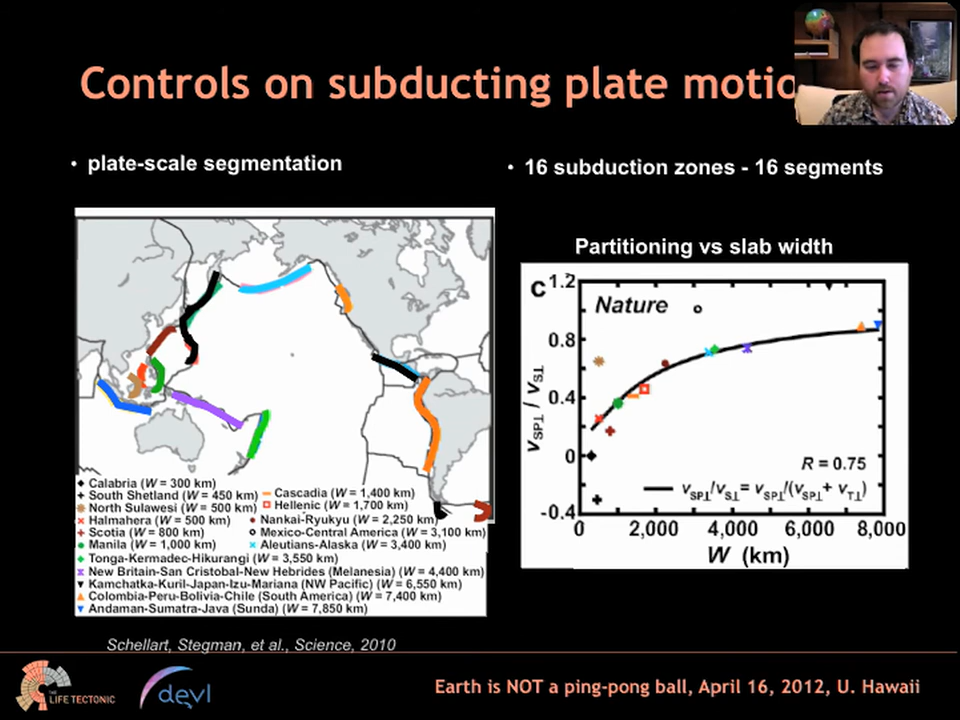 Controls on subducting plate motio
• plate-scale segmentation
• 16 subduction zones - 16 segments
Partitioning vs slab width
Calabria (W = 300 km)
South Shetland (W = 450 km)
North Sulawesi (W = 500 km)
Halmahera (W = 500 km)
Scotia (W = 800 km)
Manila (W = 1,000 km)
Cascadia (W = 1,400 km)
Hellenic (W = 1,700 km)
Nankai-Ryukyu (W = 2,250 km)
Mexico-Central America (W = 3,100 km)
Aleutians-Alaska (W = 3,400 km)
Tonga-Kermadec-Hikurangi (W = 3,550 km)
New Britain-San Cristobal-New Hebrides (Melanesia) (W = 4,400 km)
Kamchatka-Kuril-Japan-Izu-Mariana (NW Pacific) (W = 6,550 km)
Colombia-Peru-Bolivia-Chile (South America) (W = 7,400 km)
Andaman-Sumatra-Java (Sunda) (W = 7,850 km)
C
Nature
1.2
0.8
0.4
0
-0.4
vSP⊥ / vS⊥
R = 0.75
vSP⊥/vS⊥= vSP⊥/(vSP⊥+ vT⊥)
0 2,000 4,000 6,000 8,000
W (km)
Schellart, Stegman, et al., Science, 2010
THE
LIFE TECTONIC
devl
Earth is NOT a ping-pong ball, April 16, 2012, U. Hawaii